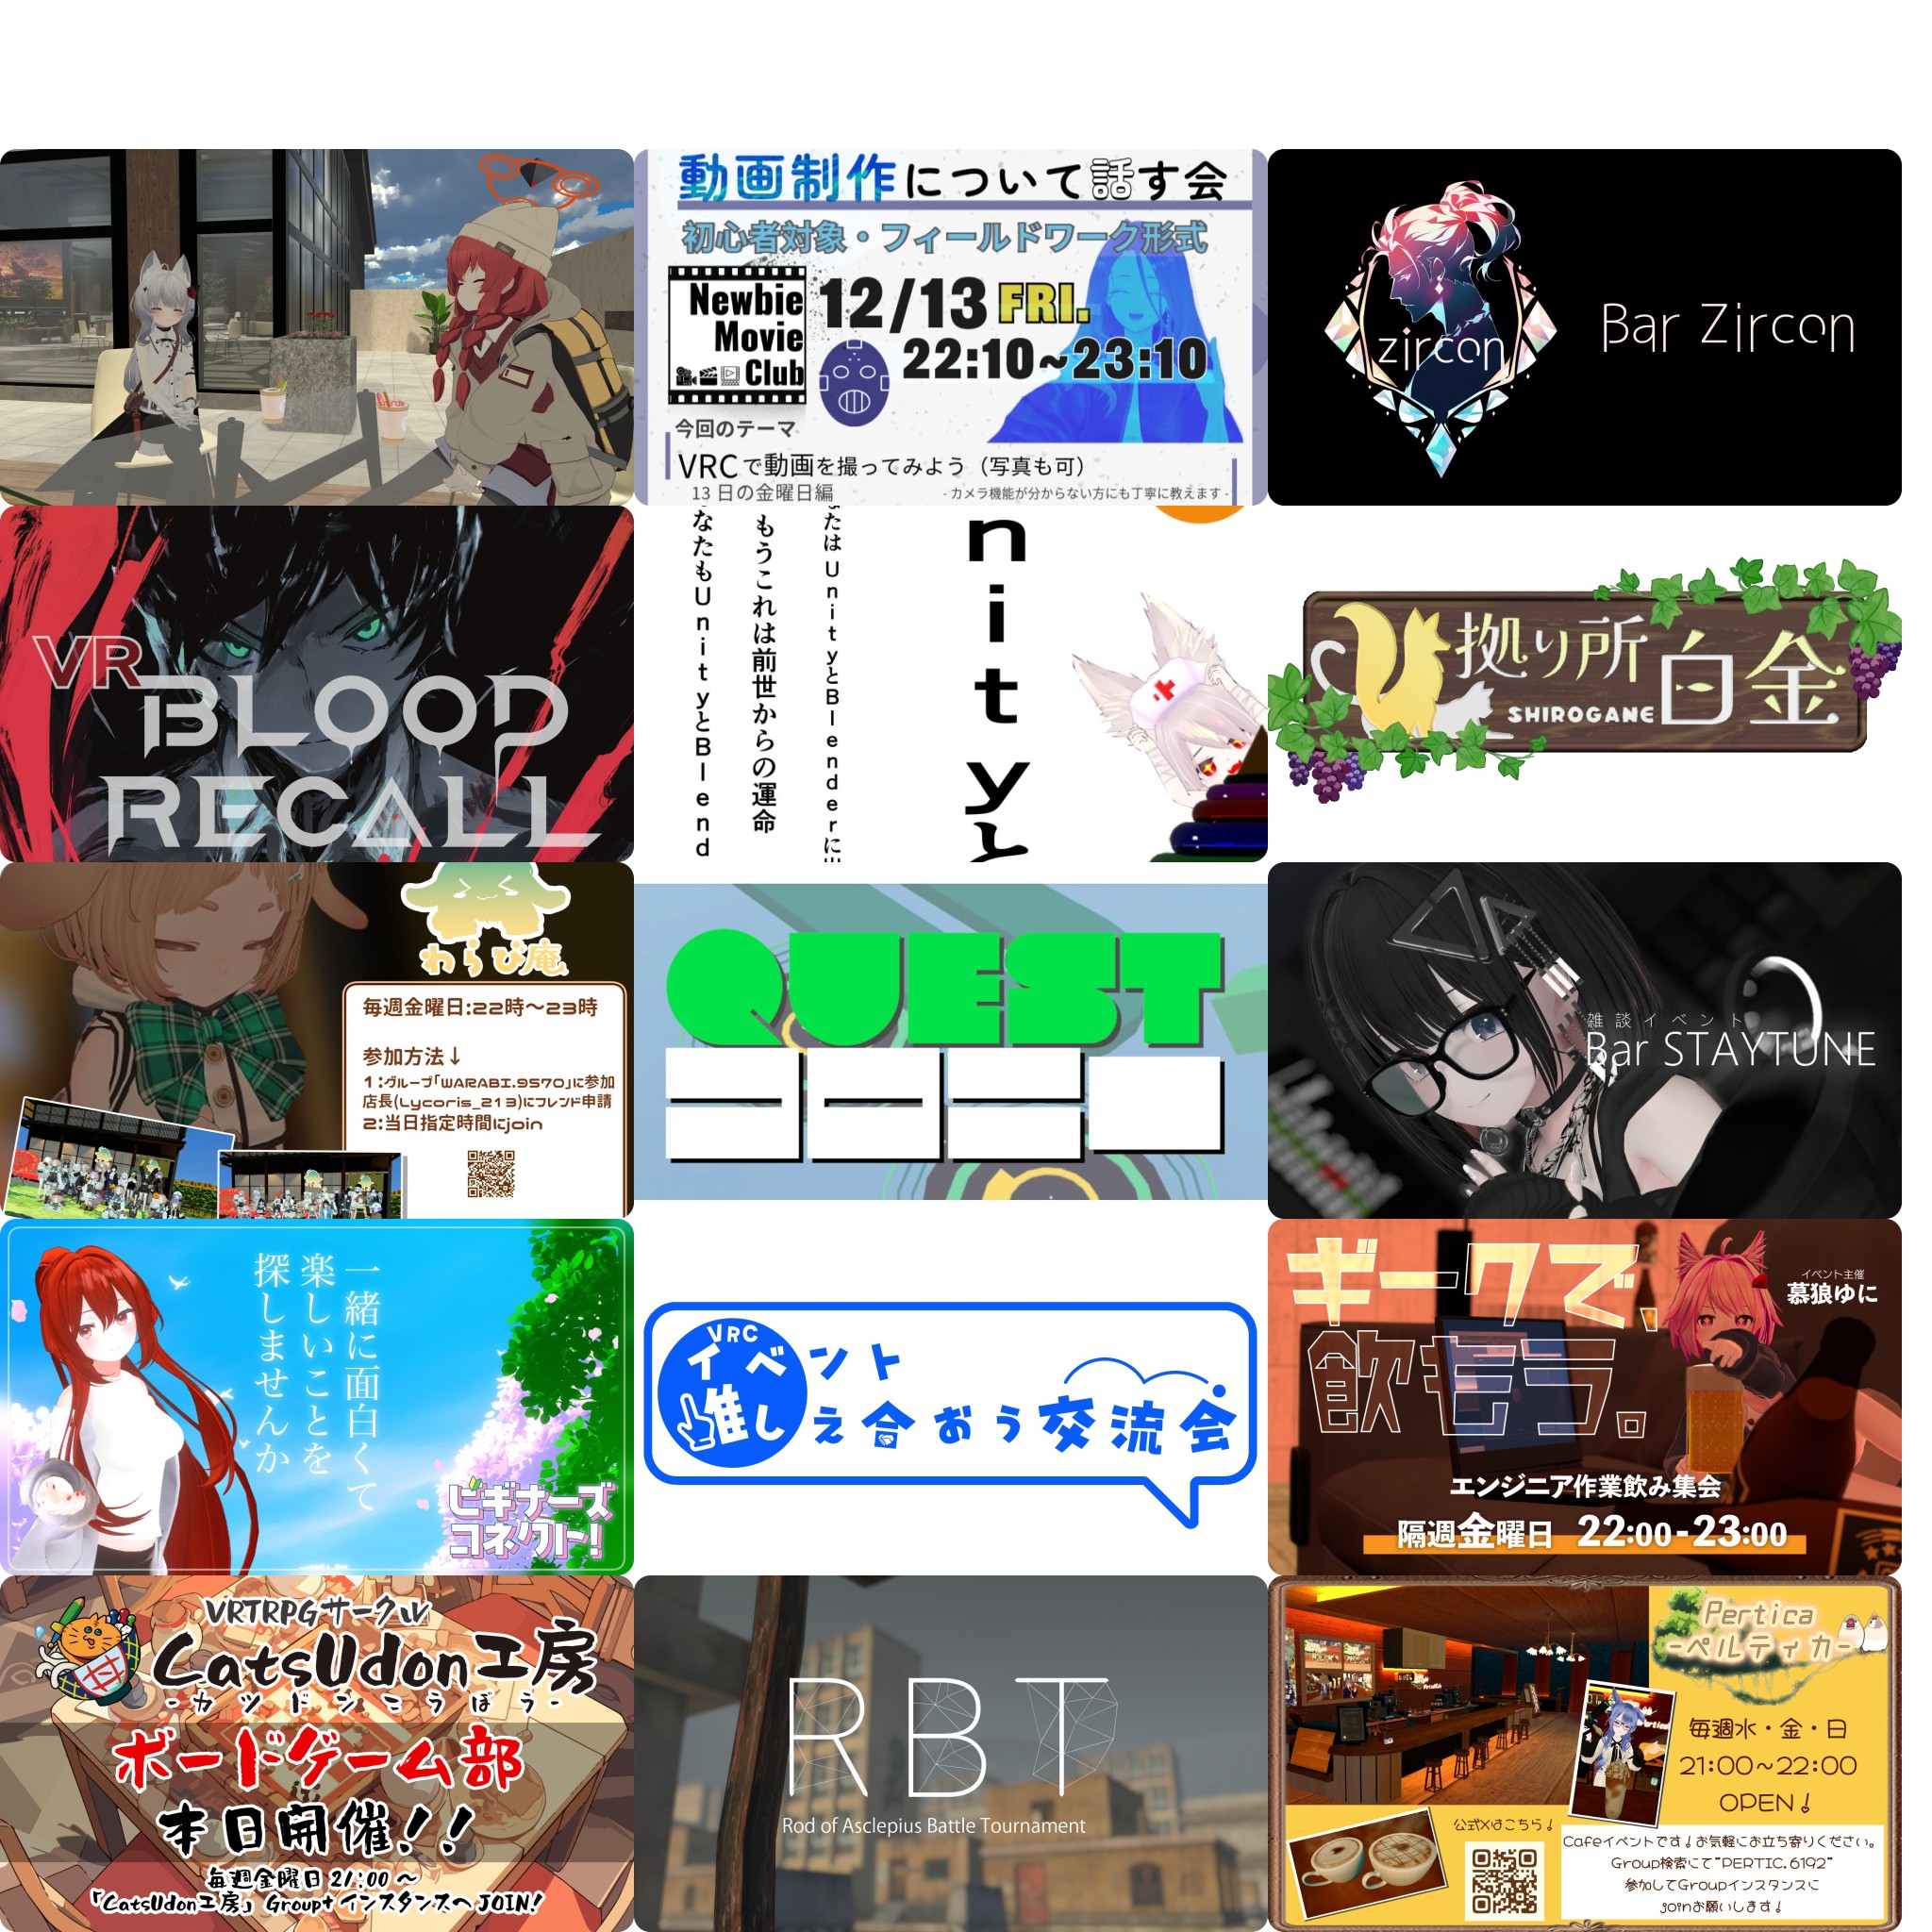 動画制作について話す会
初心者対象・フィールドワーク形式
Newbie
Movie
Club
12/13 FRI.
22:10~23:10
今回のテーマ
VRCで動画を撮ってみよう（写真も可）
13日の金曜日編
- カメラ機能が分からない方にも丁寧に教えます -
zircon
Bar Zircon
VR
BLOOD
RECALL
nityと
たは UnityとBlenderに
もうこれは前世からの運命
なたもUnityとBlend
拠り所
白金
SHIROGANE
わらび庵
毎週金曜日:22時～23時
参加方法↓
1:グループ「WARABI.9570」に参加
店長(Lycoris_213)にフレンド申請
2:当日指定時間にjoin
QUEST
雑談イベント
Bar STAYTUNE
一緒に面白くて
楽しいことを
探しませんか
ビギナーズ
コネクト!
VRC
イベント
推し
え合おう交流会
ギークで、
飲もう。
イベント主催
慕狼ゆに
エンジニア作業飲み集会
隔週金曜日 22:00-23:00
VRTRPGサークル
CatsUdon工房
-カツドンこうぼう-
ボードゲーム部
本日開催!!
毎週金曜日 21:00～
「CatsUdon工房」Group+インスタンスへJOIN!
RBT
Rod of Asclepius Battle Tournament
Pertica
-ペルティカ-
毎週水・金・日
21:00~22:00
OPEN!
公式Xはこちら↓
Cafeイベントです！お気軽にお立ち寄りください。
Group検索にて"PERTIC.6192"
参加してGroupインスタンスに
joinお願いします！